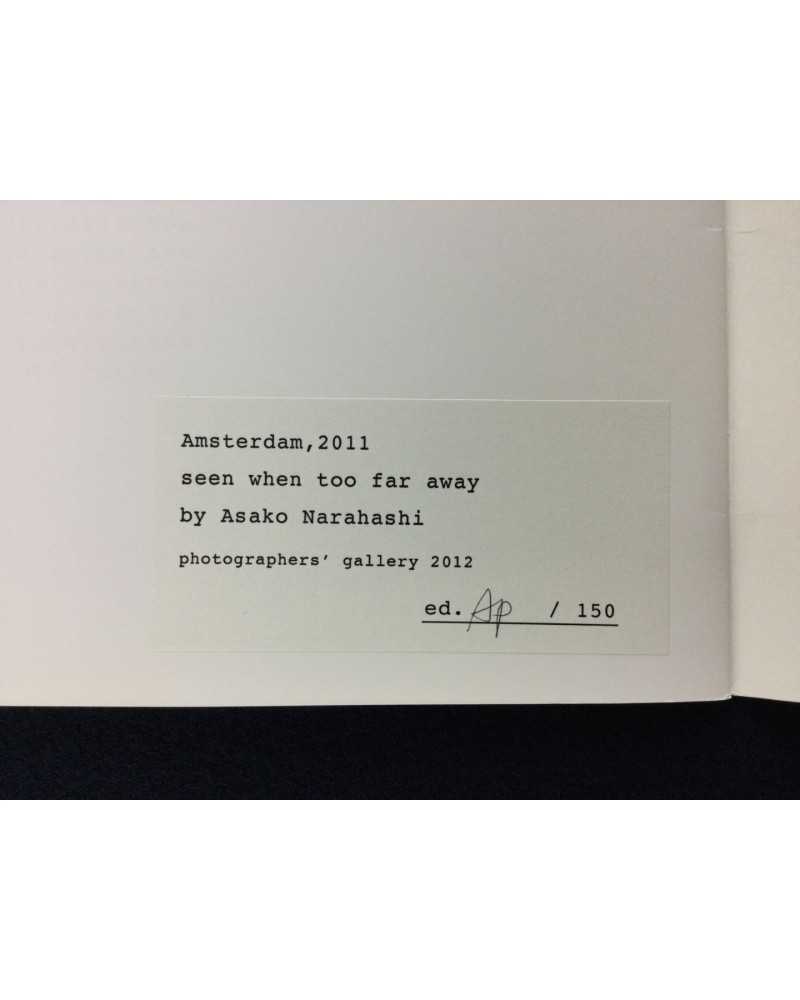 Amsterdam,2011
seen when too far away
by Asako Narahashi
photographers' gallery 2012
ed. Ap / 150